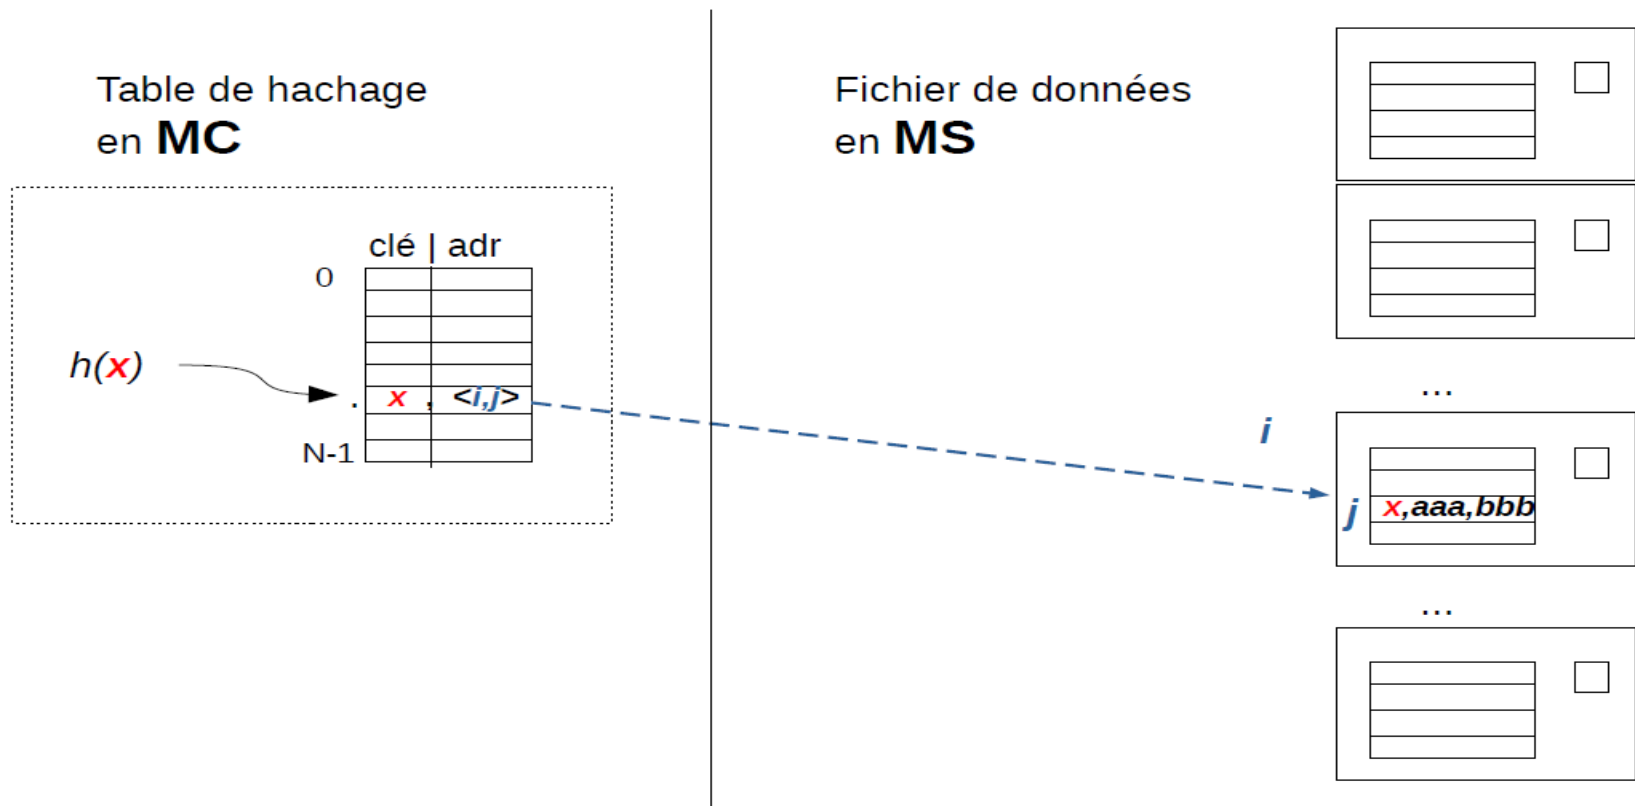 Table de hachage
en MC
clé | adr
0
h(x)
. x , <i,j>
N-1
Fichier de données
en MS
...
i
j x,aaa,bbb
...